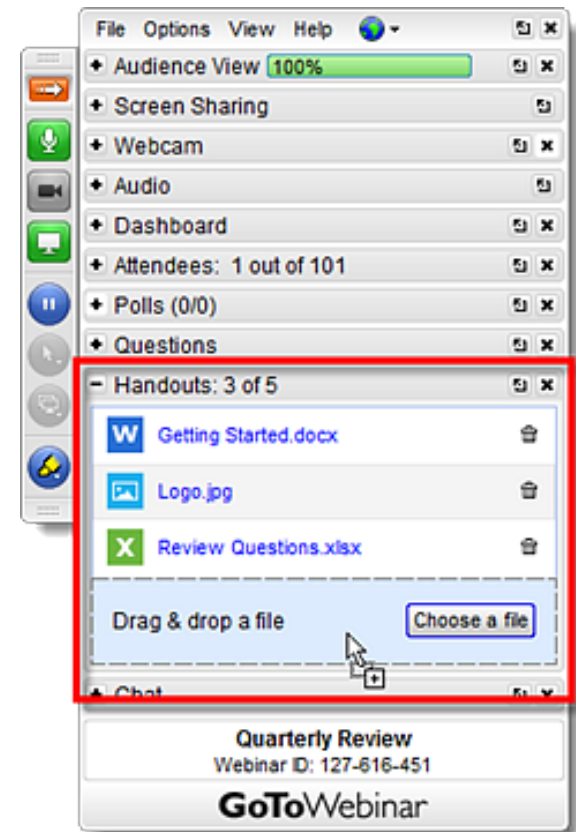 File Options View Help
Audience View 100%
Screen Sharing
Webcam
Audio
Dashboard
Attendees: 1 out of 101
Polls (0/0)
Questions
Handouts: 3 of 5
W Getting Started.docx
Logo.jpg
X Review Questions.xlsx
Drag & drop a file Choose a file
Chat
Quarterly Review
Webinar ID: 127-616-451
GoToWebinar